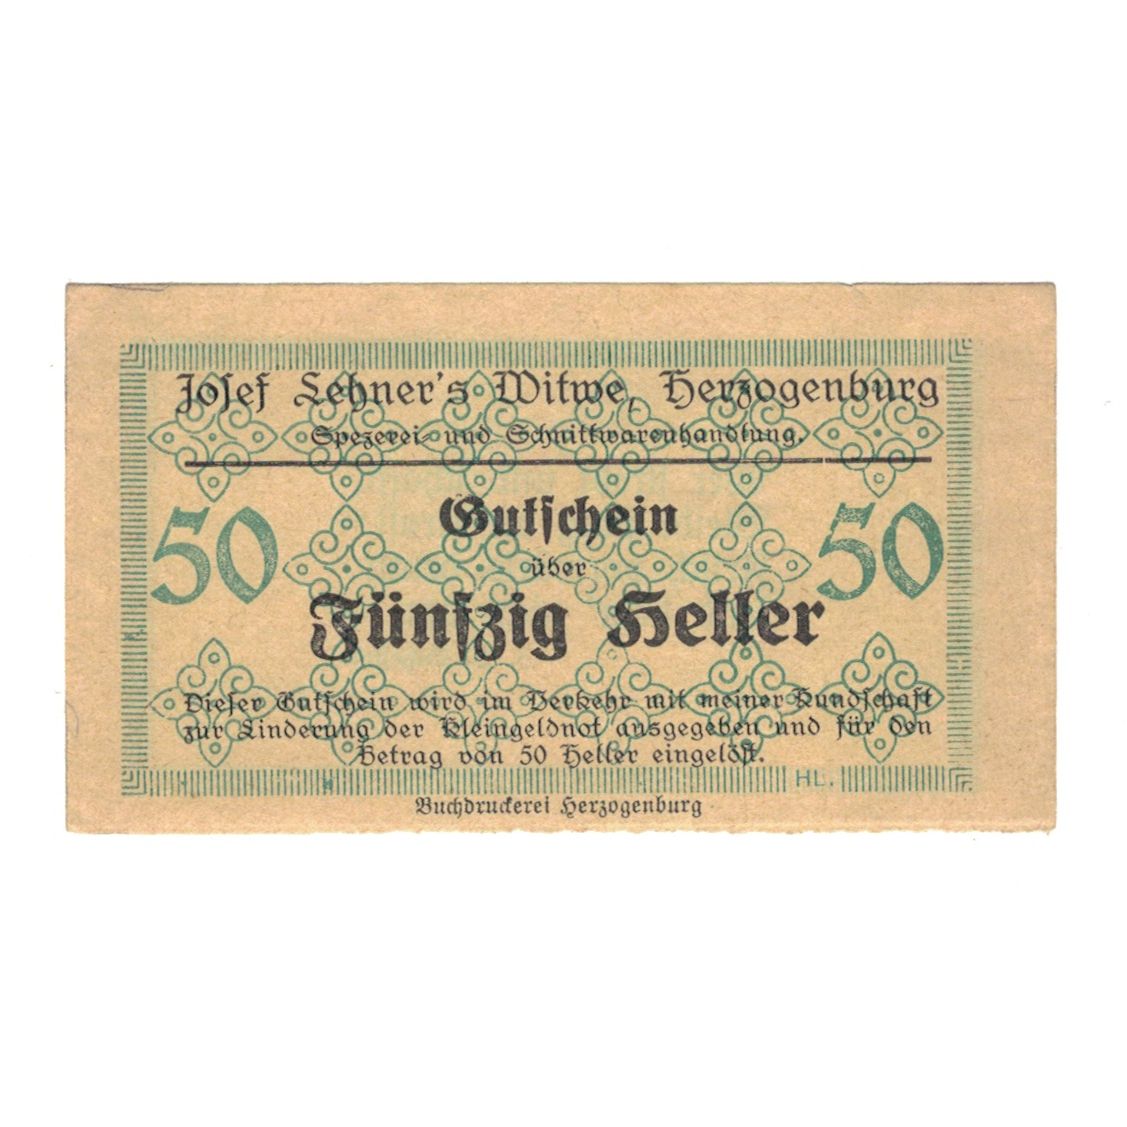 Josef Lehner's Witwe, Herzogenburg
Spezerei- und Schnittwarenhandlung.
50 Gutschein 50
über
Fünfzig Heller
Dieser Gutschein wird im Verkehr mit meiner Kundschaft
zur Linderung der Kleingeldnot ausgegeben und für den
Betrag von 50 Heller eingelöst.
HL.
Buchdruckerei Herzogenburg